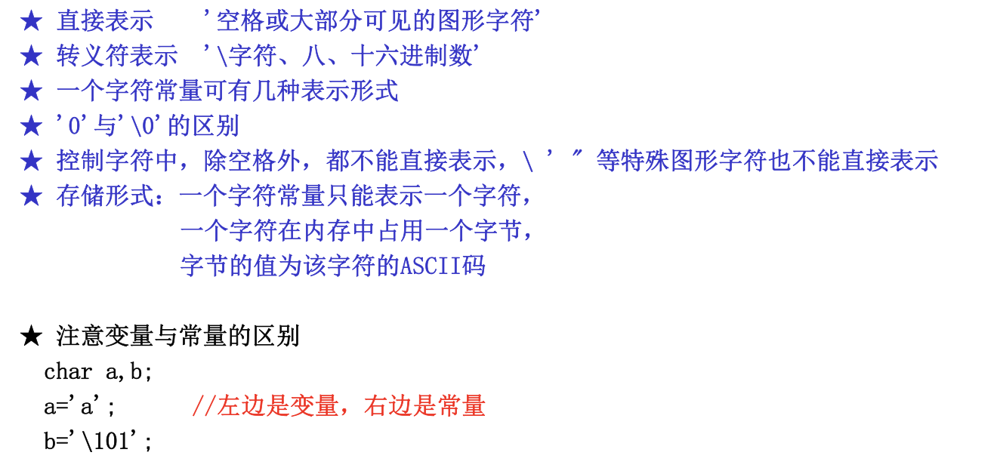 ★ 直接表示 '空格或大部分可见的图形字符'
★ 转义符表示 '\字符、八、十六进制数'
★ 一个字符常量可有几种表示形式
★ '0'与'\0'的区别
★ 控制字符中，除空格外，都不能直接表示，\ ' " 等特殊图形字符也不能直接表示
★ 存储形式：一个字符常量只能表示一个字符，
一个字符在内存中占用一个字节，
字节的值为该字符的ASCII码
★ 注意变量与常量的区别
char a,b;
a='a'; //左边是变量，右边是常量
b='\101';